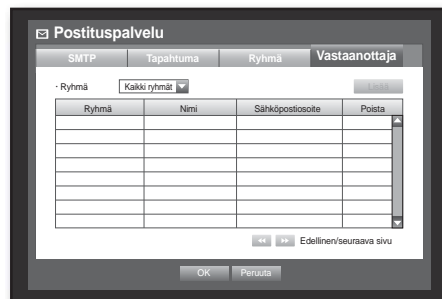 Postituspalvelu
SMTP Tapahtuma Ryhmä Vastaanottaja
· Ryhmä Kaikki ryhmät Lisää
Ryhmä Nimi Sähköpostiosoite Poista
Edellinen/seuraava sivu
OK Peruuta